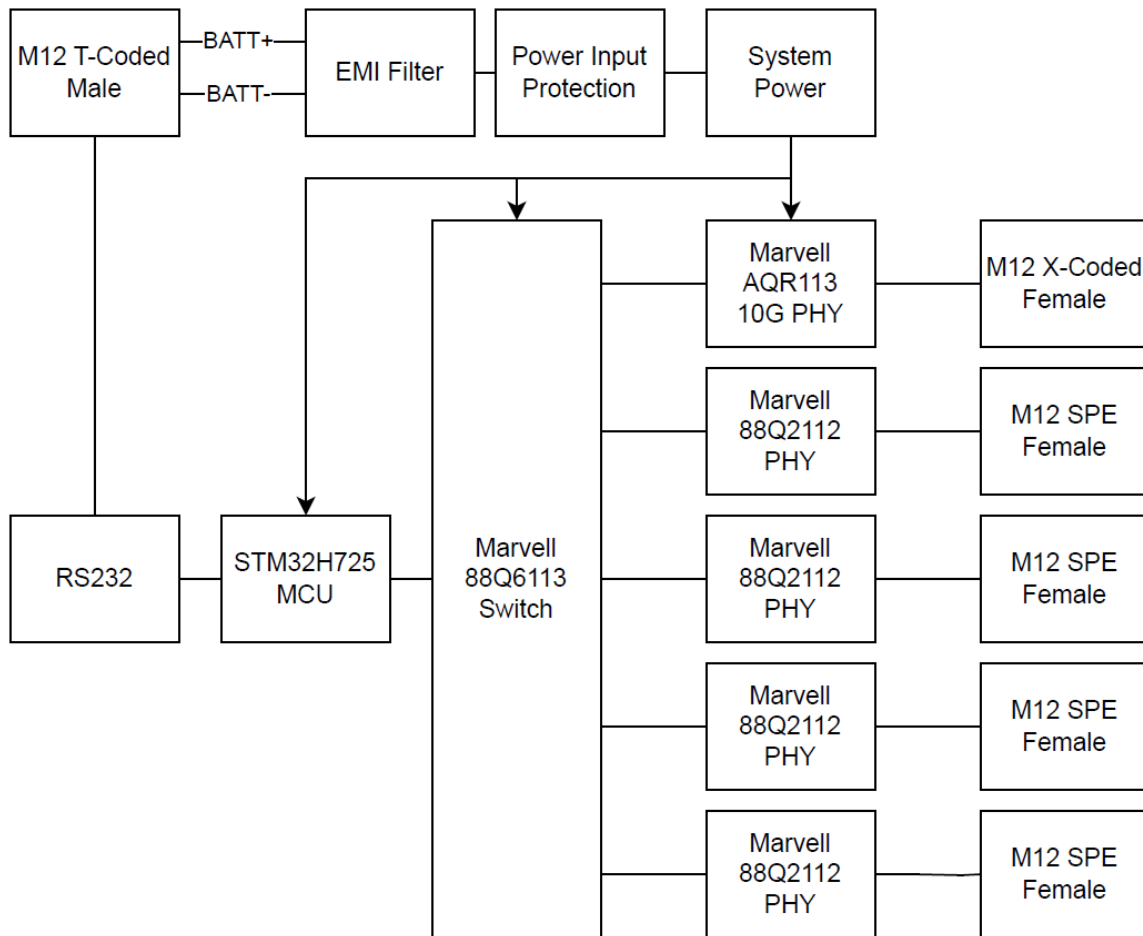 M12 T-Coded
Male
BATT+
BATT-
EMI Filter
Power Input
Protection
System
Power
Marvell
AQR113
10G PHY
M12 X-Coded
Female
Marvell
88Q2112
PHY
M12 SPE
Female
RS232
STM32H725
MCU
Marvell
88Q6113
Switch
Marvell
88Q2112
PHY
M12 SPE
Female
Marvell
88Q2112
PHY
M12 SPE
Female
Marvell
88Q2112
PHY
M12 SPE
Female